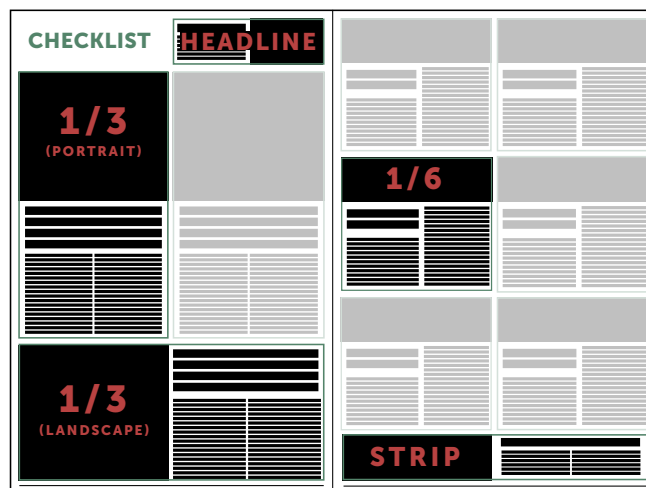 CHECKLIST
HEADLINE
1/3
(PORTRAIT)
1/3
(LANDSCAPE)
1/6
STRIP